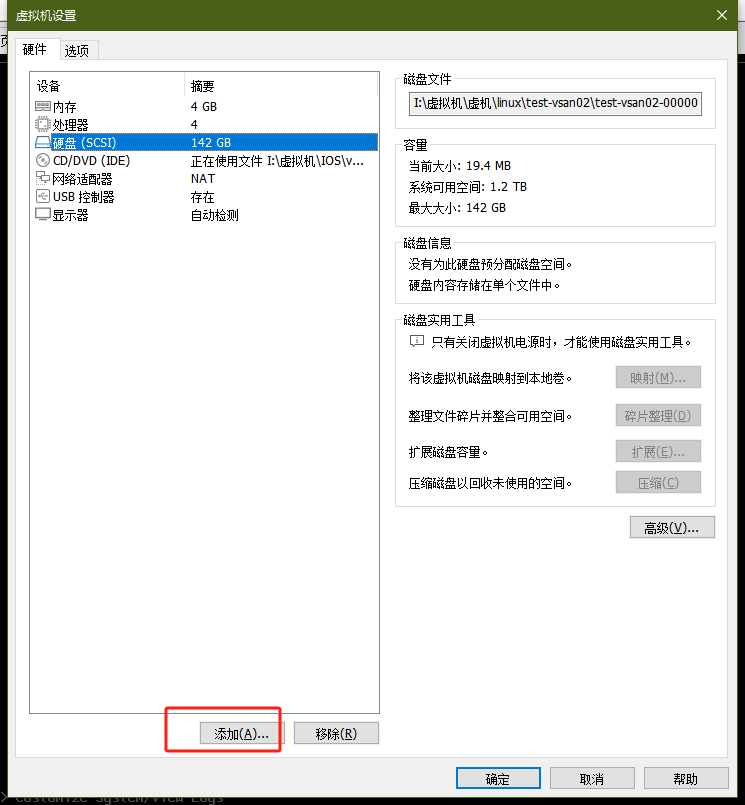 虚拟机设置
硬件 选项
设备 摘要
内存 4 GB
处理器 4
硬盘 (SCSI) 142 GB
CD/DVD (IDE) 正在使用文件 I:\虚拟机\IOS\v...
网络适配器 NAT
USB 控制器 存在
显示器 自动检测
添加(A)... 移除(R)
磁盘文件
I:\虚拟机\虚机\linux\test-vsan02\test-vsan02-00000
容量
当前大小: 19.4 MB
系统可用空间: 1.2 TB
最大大小: 142 GB
磁盘信息
没有为此硬盘预分配磁盘空间。
硬盘内容存储在单个文件中。
磁盘实用工具
只有关闭虚拟机电源时，才能使用磁盘实用工具。
将该虚拟机磁盘映射到本地卷。 映射(M)...
整理文件碎片并整合可用空间。 碎片整理(D)
扩展磁盘容量。 扩展(E)...
压缩磁盘以回收未使用的空间。 压缩(C)
高级(V)...
确定 取消 帮助
Customize System/View Logs